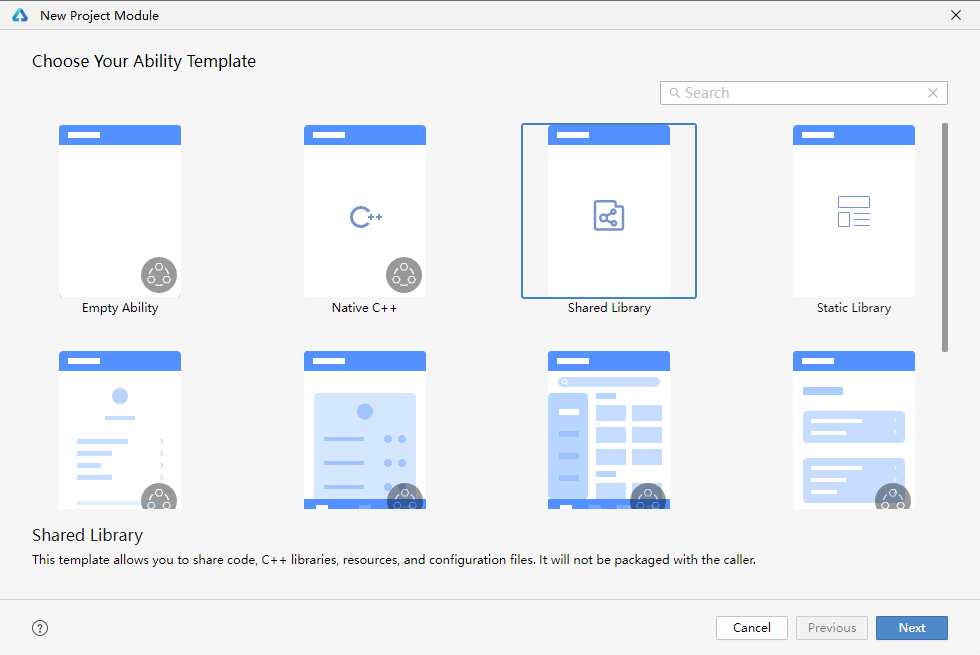 New Project Module
Choose Your Ability Template
Search
C++
Empty Ability
Native C++
Shared Library
Static Library
Shared Library
This template allows you to share code, C++ libraries, resources, and configuration files. It will not be packaged with the caller.
?
Cancel
Previous
Next